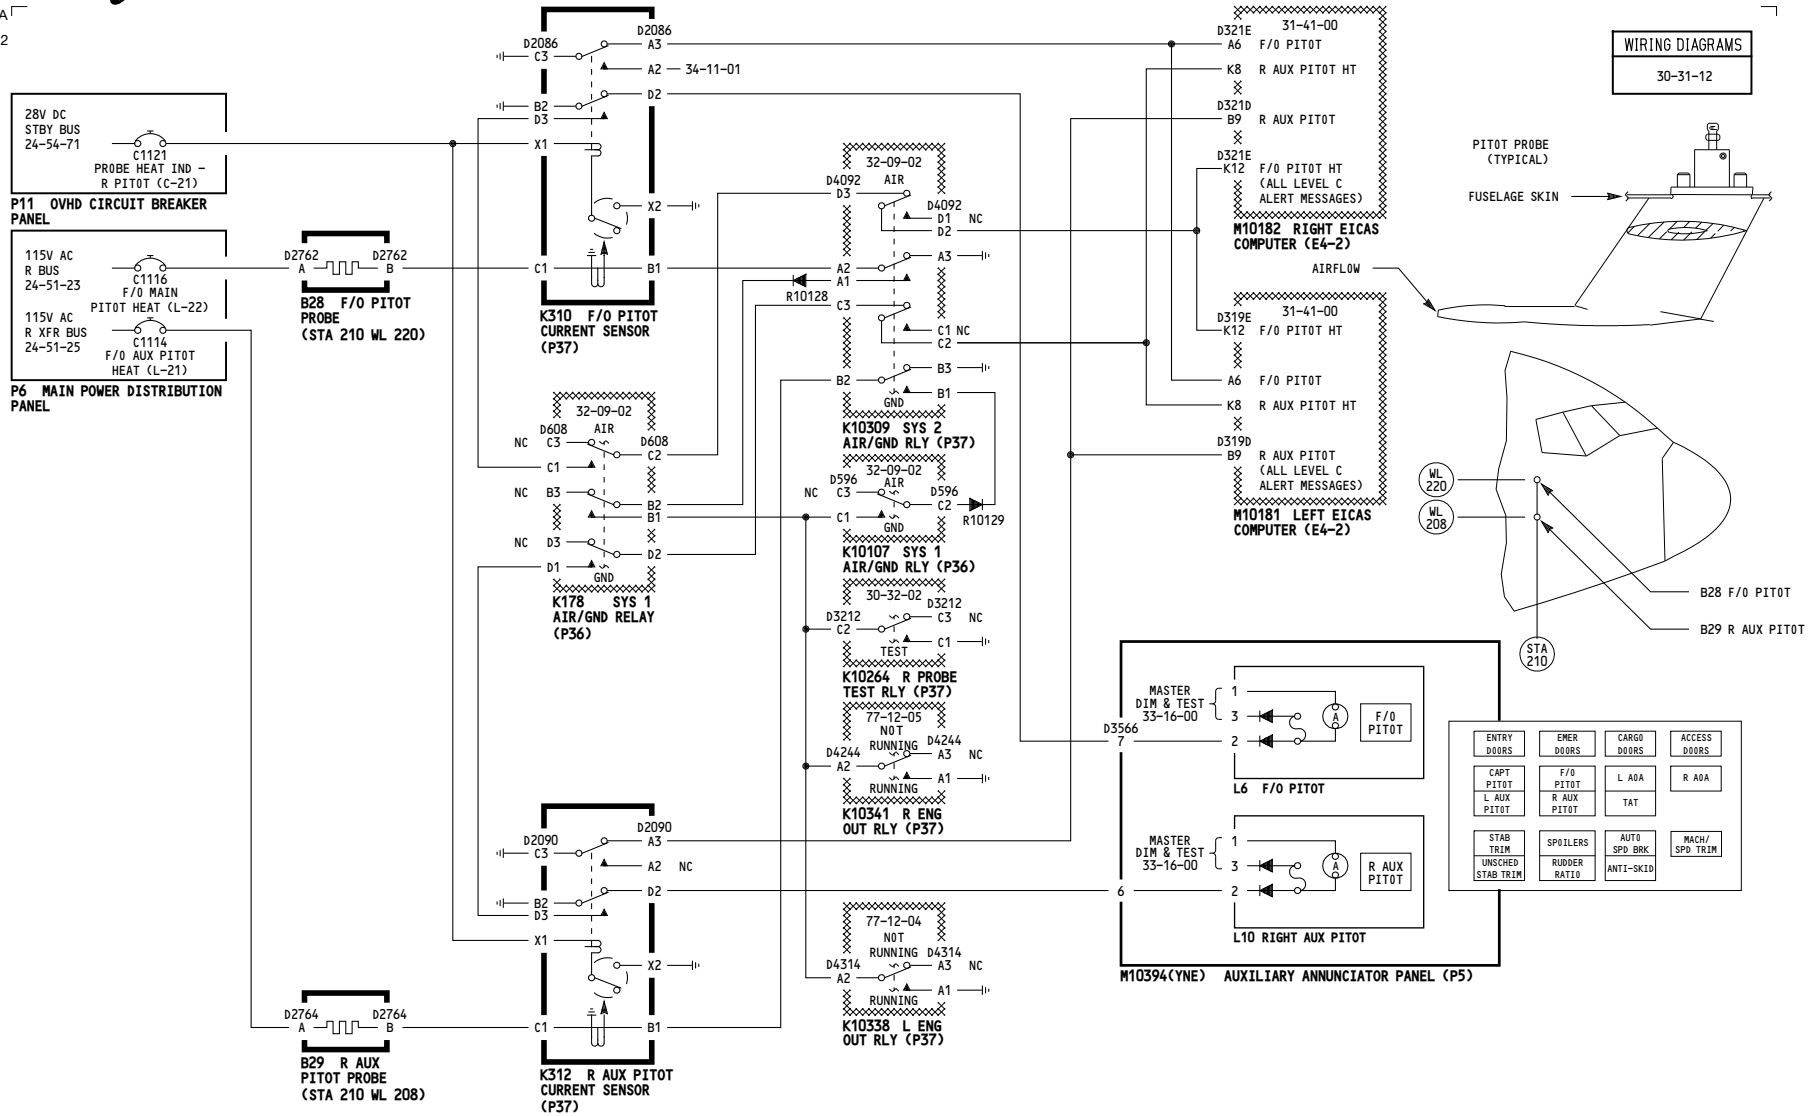 A
2
WIRING DIAGRAMS
30-31-12
28V DC
STBY BUS
24-54-71
C1121
PROBE HEAT IND -
R PITOT (C-21)
P11 OVHD CIRCUIT BREAKER
PANEL
115V AC
R BUS
24-51-23
C1116
F/O MAIN
PITOT HEAT (L-22)
115V AC
R XFR BUS
24-51-25
C1114
F/O AUX PITOT
HEAT (L-21)
P6 MAIN POWER DISTRIBUTION
PANEL
D2762
A
D2762
B
B28 F/O PITOT
PROBE
(STA 210 WL 220)
D2764
A
D2764
B
B29 R AUX
PITOT PROBE
(STA 210 WL 208)
D2086
C3
B2
D3
X1
C1
D2086
A3
A2
34-11-01
D2
X2
B1
K310 F/O PITOT
CURRENT SENSOR
(P37)
32-09-02
AIR
D608
NC C3
C1
NC B3
NC D3
D1
D608
C2
B2
B1
D2
GND
K178 SYS 1
AIR/GND RELAY
(P36)
D2090
C3
B2
D3
X1
C1
D2090
A3
A2 NC
D2
X2
B1
K312 R AUX PITOT
CURRENT SENSOR
(P37)
32-09-02
AIR
D4092
D3
D4092
D1 NC
D2
A3
A2
A1
R10128
C3
C1 NC
C2
B3
B2
B1
GND
K10309 SYS 2
AIR/GND RLY (P37)
32-09-02
AIR
D596
NC C3
D596
C2
C1
GND
R10129
K10107 SYS 1
AIR/GND RLY (P36)
30-32-02
D3212
C2
D3212
C3 NC
C1
TEST
K10264 R PROBE
TEST RLY (P37)
77-12-05
NOT
RUNNING
D4244
A2
D4244
A3 NC
A1
RUNNING
K10341 R ENG
OUT RLY (P37)
77-12-04
NOT
RUNNING
D4314
A2
D4314
A3 NC
A1
RUNNING
K10338 L ENG
OUT RLY (P37)
31-41-00
D321E
A6 F/O PITOT
K8 R AUX PITOT HT
D321D
B9 R AUX PITOT
D321E
K12 F/O PITOT HT
(ALL LEVEL C
ALERT MESSAGES)
M10182 RIGHT EICAS
COMPUTER (E4-2)
31-41-00
D319E
K12 F/O PITOT HT
A6 F/O PITOT
K8 R AUX PITOT HT
D319D
B9 R AUX PITOT
(ALL LEVEL C
ALERT MESSAGES)
M10181 LEFT EICAS
COMPUTER (E4-2)
PITOT PROBE
(TYPICAL)
FUSELAGE SKIN
AIRFLOW
WL
220
WL
208
STA
210
B28 F/O PITOT
B29 R AUX PITOT
D3566
7
6
MASTER
DIM & TEST
33-16-00
1
3
2
A
F/O
PITOT
L6 F/O PITOT
MASTER
DIM & TEST
33-16-00
1
3
2
A
R AUX
PITOT
L10 RIGHT AUX PITOT
M10394(YNE) AUXILIARY ANNUNCIATOR PANEL (P5)
ENTRY
DOORS
EMER
DOORS
CARGO
DOORS
ACCESS
DOORS
CAPT
PITOT
F/O
PITOT
L AOA
R AOA
L AUX
PITOT
R AUX
PITOT
TAT
STAB
TRIM
SPOILERS
AUTO
SPD BRK
MACH/
SPD TRIM
UNSCHED
STAB TRIM
RUDDER
RATIO
ANTI-SKID